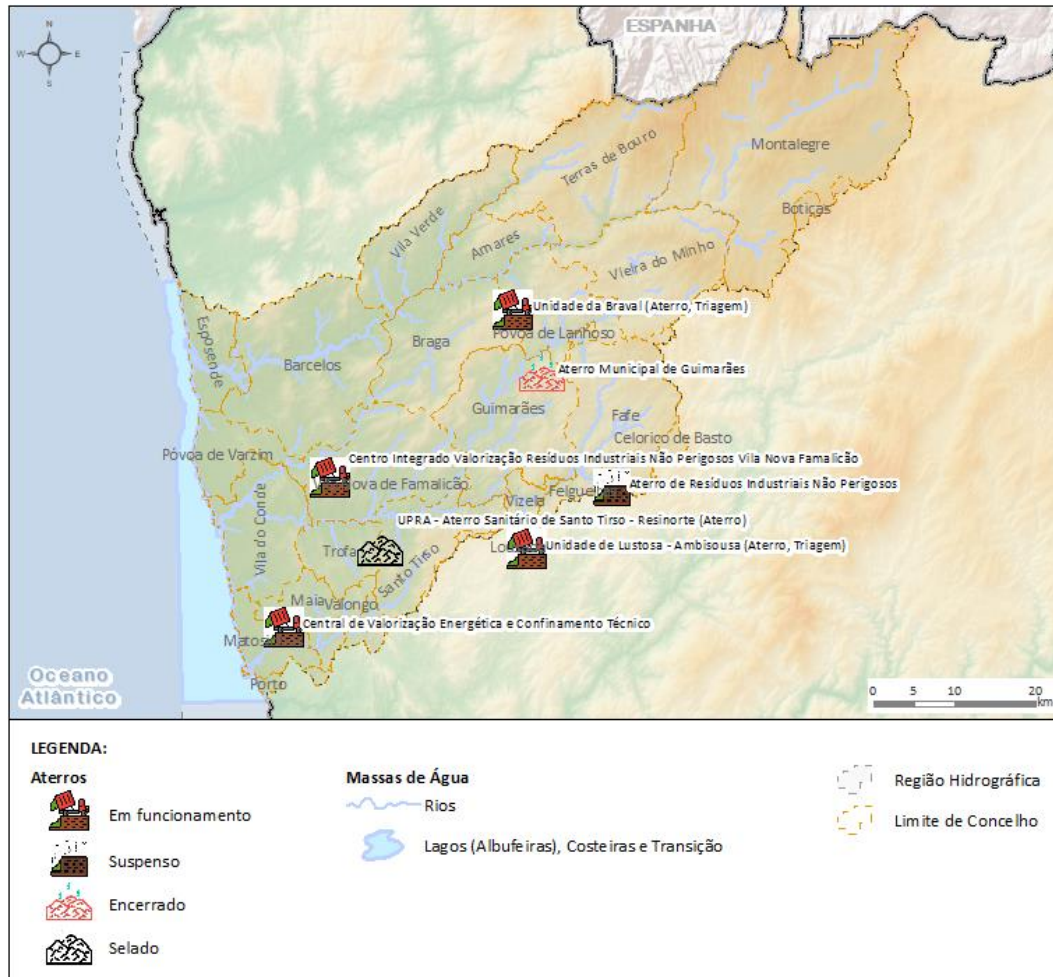 N
W E
S
ESPANHA
Montalegre
Terras de Bouro
Boticas
Vila Verde
Amares
Vieira do Minho
Unidade da Braval (Aterro, Triagem)
Póvoa de Lanhoso
Esposende
Braga
Barcelos
Aterro Municipal de Guimarães
Guimarães
Fafe
Celorico de Basto
Póvoa de Varzim
Centro Integrado Valorização Resíduos Industriais Não Perigosos Vila Nova Famalicão
Nova de Famalicão
Aterro de Resíduos Industriais Não Perigosos
Felguei
Vizela
Vila do Conde
UPRA - Aterro Sanitário de Santo Tirso - Resinorte (Aterro)
Trofa
Unidade de Lustosa - Ambisousa (Aterro, Triagem)
Santo Tirso
Maia
Valongo
Central de Valorização Energética e Confinamento Técnico
Matosi
Porto
Oceano
Atlântico
0 5 10 20
km
LEGENDA:
Aterros
Em funcionamento
Suspenso
Encerrado
Selado
Massas de Água
Rios
Lagos (Albufeiras), Costeiras e Transição
Região Hidrográfica
Limite de Concelho